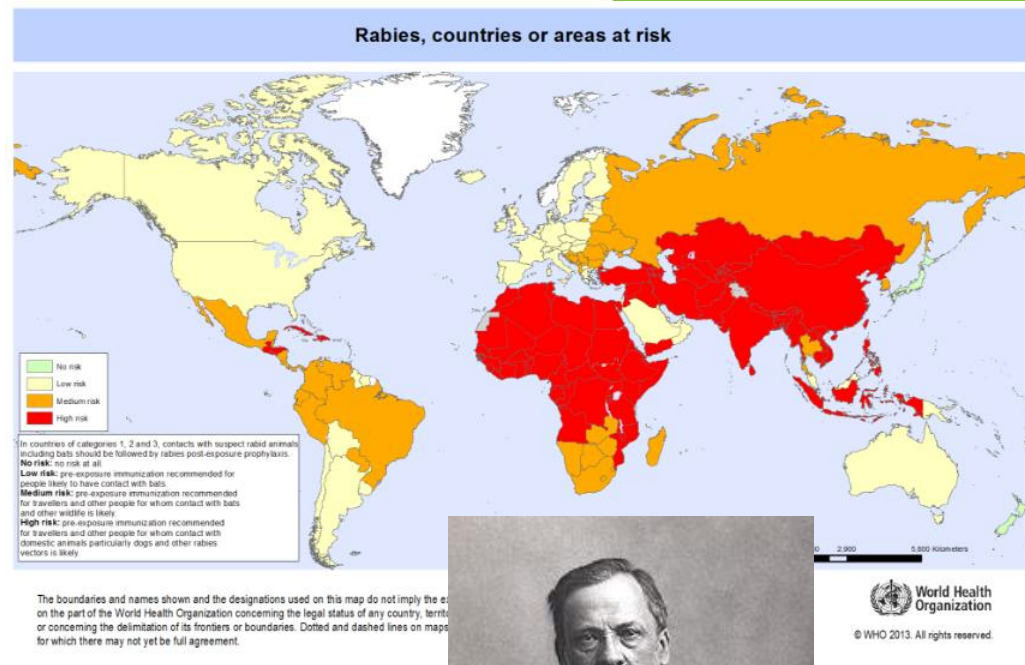 Rabies, countries or areas at risk
No risk
Low risk
Medium risk
High risk
In countries of categories 1, 2 and 3, contacts with suspect rabid animals
including bats should be followed by rabies post-exposure prophylaxis.
No risk: no risk at all.
Low risk: pre-exposure immunization recommended for
people likely to have contact with bats.
Medium risk: pre-exposure immunization recommended
for travellers and other people for whom contact with bats
and other wildlife is likely.
High risk: pre-exposure immunization recommended
for travellers and other people for whom contact with
domestic animals particularly dogs and other rabies
vectors is likely.
2,900 5,800 Kilometers
The boundaries and names shown and the designations used on this map do not imply the
on the part of the World Health Organization concerning the legal status of any country,
or concerning the delimitation of its frontiers or boundaries. Dotted and dashed lines on maps
for which there may not yet be full agreement.
World Health
Organization
© WHO 2013. All rights reserved.